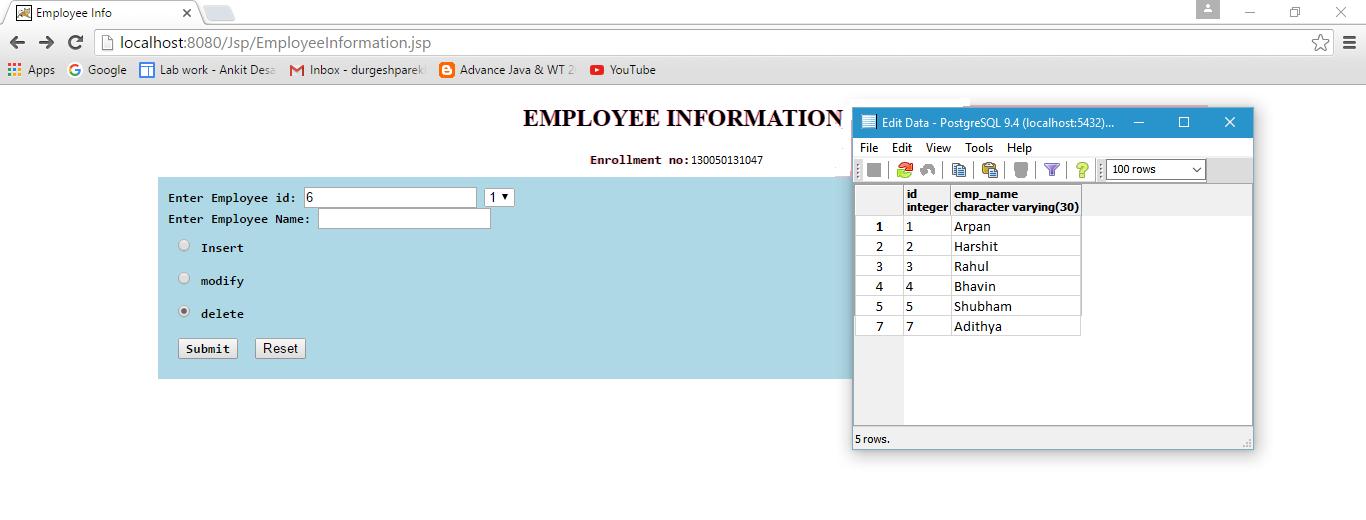 Employee Info
localhost:8080/Jsp/EmployeeInformation.jsp
Apps Google Lab work - Ankit Desa Inbox - durgeshparek Advance Java & WT 2 YouTube
EMPLOYEE INFORMATION
Enrollment no:130050131047
Enter Employee id: 6 1
Enter Employee Name:
Insert
modify
delete
Submit Reset
Edit Data - PostgreSQL 9.4 (localhost:5432)...
File Edit View Tools Help
100 rows
id emp_name
integer character varying(30)
1 1 Arpan
2 2 Harshit
3 3 Rahul
4 4 Bhavin
5 5 Shubham
7 7 Adithya
5 rows.